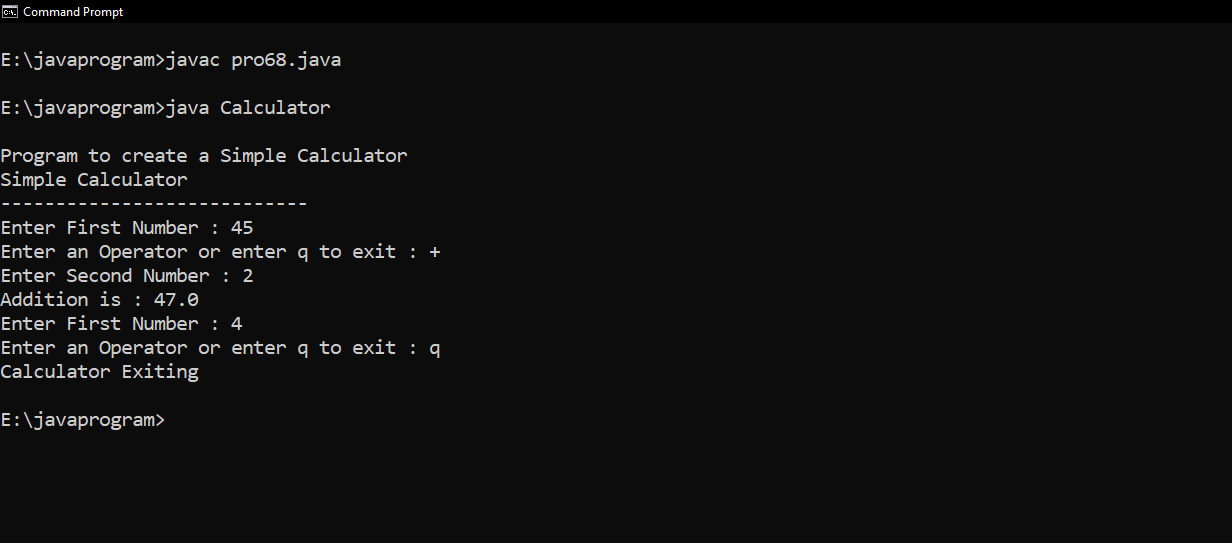 Command Prompt
E:\javaprogram>javac pro68.java
E:\javaprogram>java Calculator
Program to create a Simple Calculator
Simple Calculator
----------------------------
Enter First Number : 45
Enter an Operator or enter q to exit : +
Enter Second Number : 2
Addition is : 47.0
Enter First Number : 4
Enter an Operator or enter q to exit : q
Calculator Exiting
E:\javaprogram>